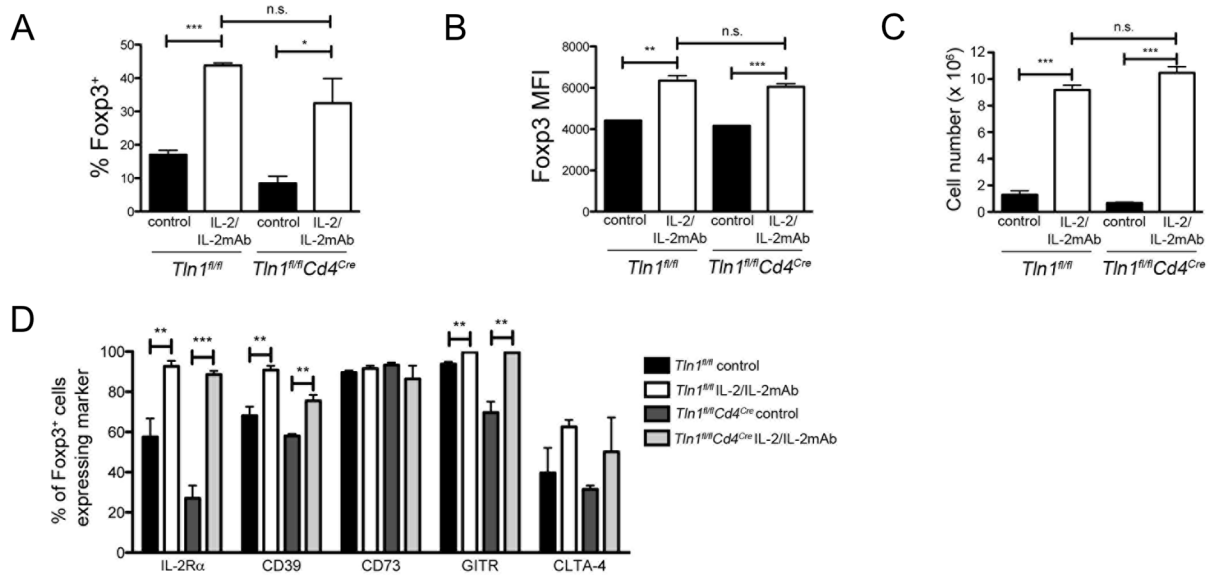 A
n.s.
***
*
% Foxp3+
50
40
30
20
10
0
control
IL-2/
IL-2mAb
control
IL-2/
IL-2mAb
Tln1fl/fl
Tln1fl/flCd4Cre
B
n.s.
**
***
Foxp3 MFI
8000
6000
4000
2000
0
control
IL-2/
IL-2mAb
control
IL-2/
IL-2mAb
Tln1fl/fl
Tln1fl/flCd4Cre
C
n.s.
***
***
Cell number (x 10⁶)
12
10
8
6
4
2
0
control
IL-2/
IL-2mAb
control
IL-2/
IL-2mAb
Tln1fl/fl
Tln1fl/flCd4Cre
D
** *** ** ** ** **
% of Foxp3+ cells
expressing marker
100
80
60
40
20
0
IL-2Rα CD39 CD73 GITR CLTA-4
Tln1fl/fl control
Tln1fl/fl IL-2/IL-2mAb
Tln1fl/flCd4Cre control
Tln1fl/flCd4Cre IL-2/IL-2mAb